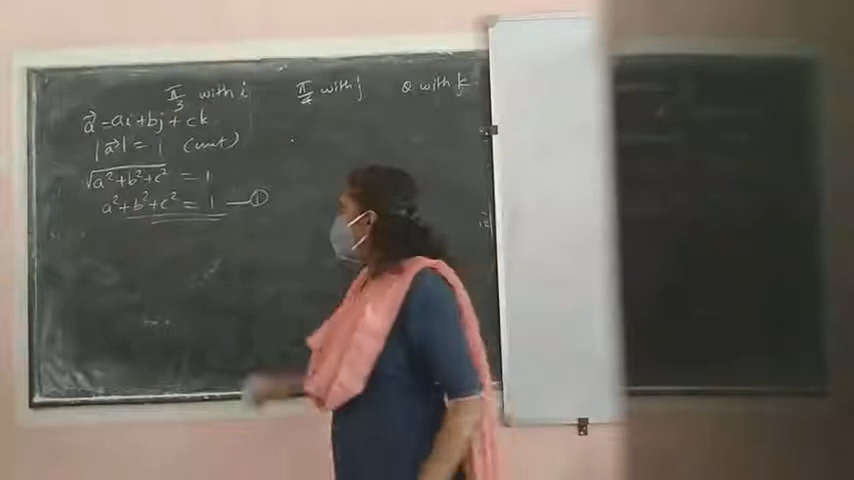 π/3 with i π/4 with j θ with k
a⃗ = ai + bj + ck
|a⃗| = 1 (unit)
√a²+b²+c² = 1
a²+b²+c² = 1 —①